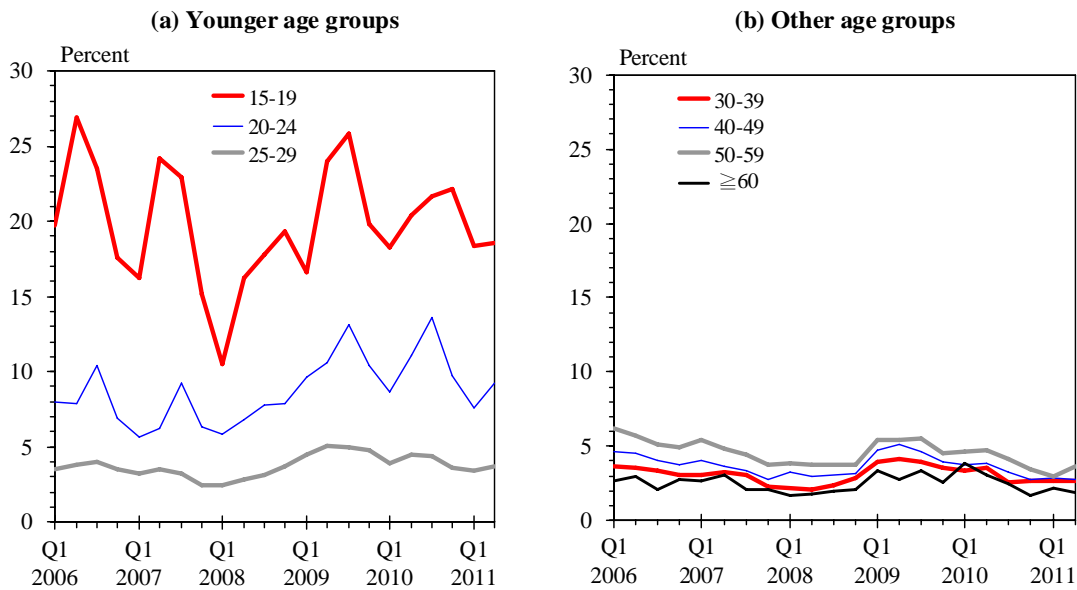 (a) Younger age groups
Percent
30
25
20
15
10
5
0
15-19
20-24
25-29
Q1 Q1 Q1 Q1 Q1 Q1
2006 2007 2008 2009 2010 2011
(b) Other age groups
Percent
30
25
20
15
10
5
0
30-39
40-49
50-59
≧60
Q1 Q1 Q1 Q1 Q1 Q1
2006 2007 2008 2009 2010 2011